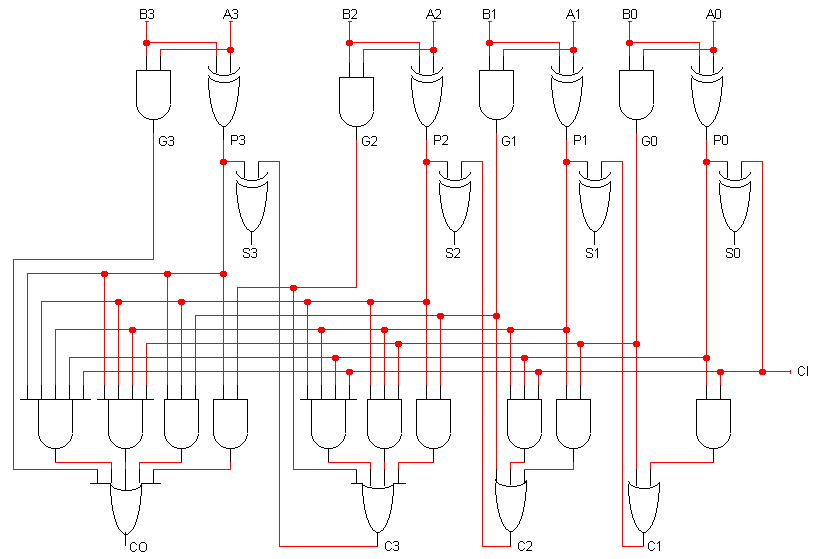 B3 A3 B2 A2 B1 A1 B0 A0
G3 P3 G2 P2 G1 P1 G0 P0
S3 S2 S1 S0
CI
CO C3 C2 C1